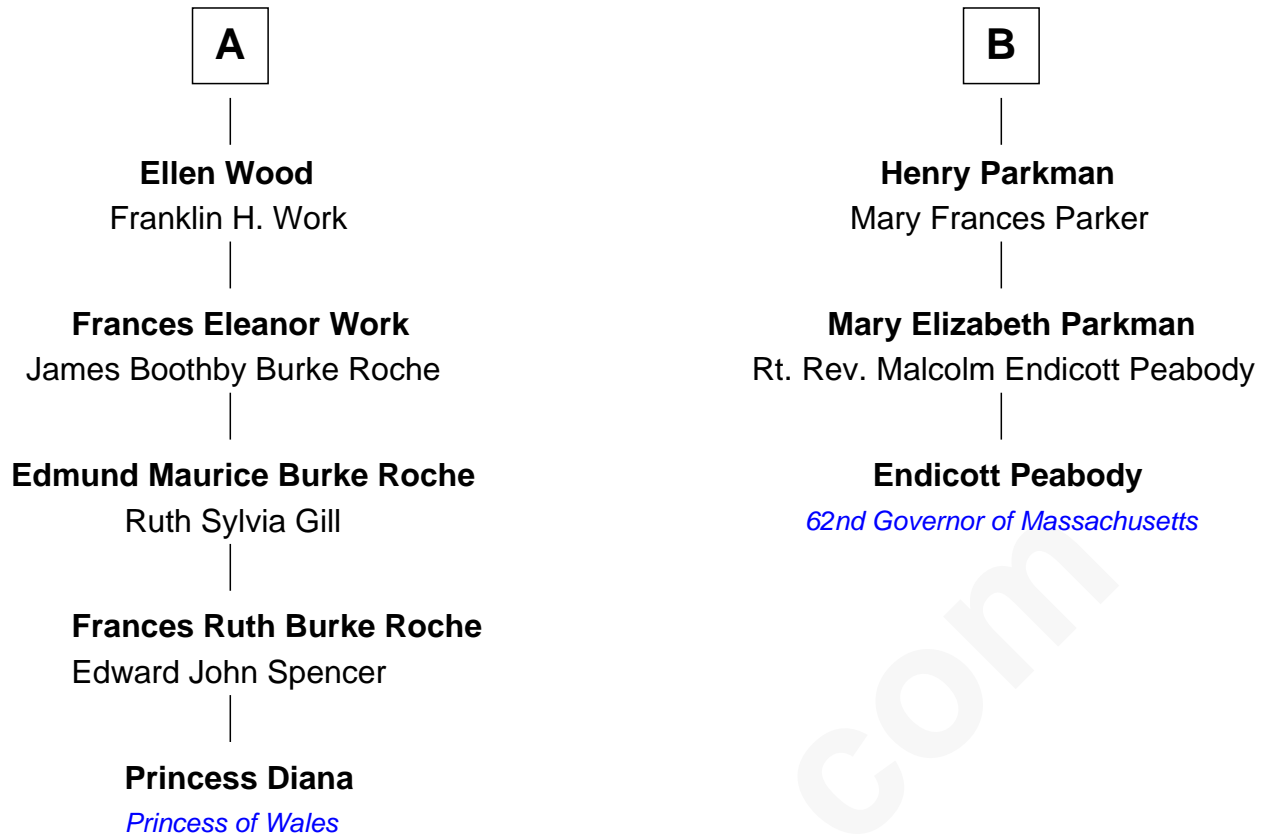 A
Ellen Wood
Franklin H. Work
Frances Eleanor Work
James Boothby Burke Roche
Edmund Maurice Burke Roche
Ruth Sylvia Gill
Frances Ruth Burke Roche
Edward John Spencer
Princess Diana
Princess of Wales
B
Henry Parkman
Mary Frances Parker
Mary Elizabeth Parkman
Rt. Rev. Malcolm Endicott Peabody
Endicott Peabody
62nd Governor of Massachusetts
com